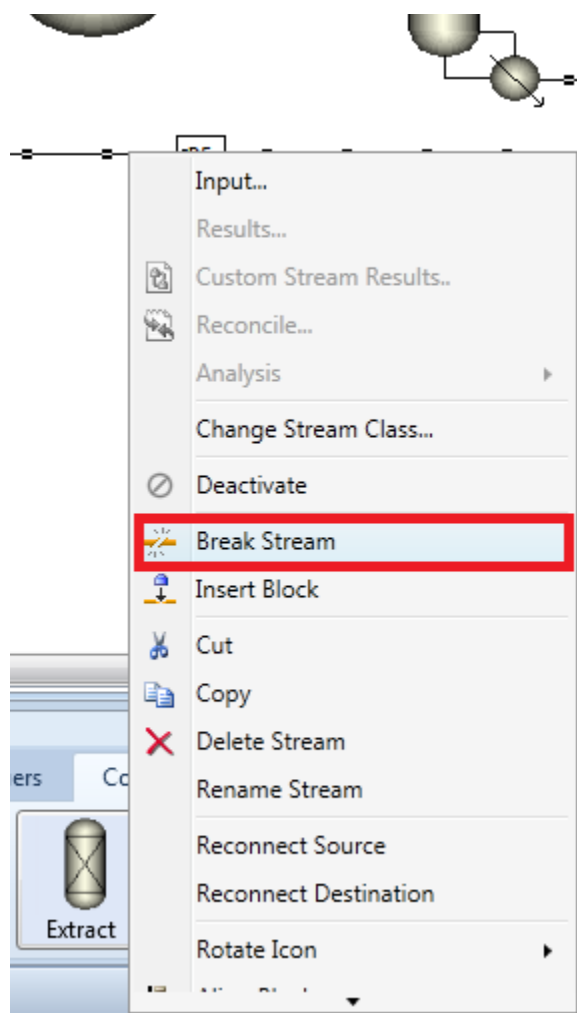 Input...
Results...
Custom Stream Results..
Reconcile...
Analysis
Change Stream Class...
Deactivate
Break Stream
Insert Block
Cut
Copy
Delete Stream
ers Co
Rename Stream
Reconnect Source
Reconnect Destination
Extract
Rotate Icon